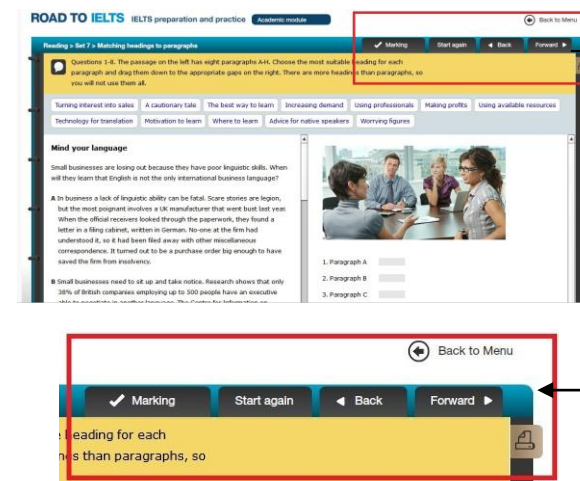 ROAD TO IELTS IELTS preparation and practice Academic module
Back to Menu
Reading > Set 7 > Matching headings to paragraphs
Marking Start again Back Forward
Questions 1-8. The passage on the left has eight paragraphs A-H. Choose the most suitable heading for each
paragraph and drag them down to the appropriate gaps on the right. There are more headings than paragraphs, so
you will not use them all.
Turning interest into sales A cautionary tale The best way to learn Increasing demand Using professionals Making profits Using available resources
Technology for translation Motivation to learn Where to learn Advice for native speakers Worrying figures
Mind your language
Small businesses are losing out because they have poor linguistic skills. When
will they learn that English is not the only international business language?
A In business a lack of linguistic ability can be fatal. Scare stories are legion,
but the most poignant involves a UK manufacturer that went bust last year.
When the official receivers looked through the paperwork, they found a
letter in a filing cabinet, written in German. No-one at the firm had
understood it, so it had been filed away with other miscellaneous
correspondence. It turned out to be a purchase order big enough to have
saved the firm from insolvency.
B Small businesses need to sit up and take notice. Research shows that only
38% of British companies employing up to 500 people have an executive
able to negotiate in another language. The Centre for Information on
1. Paragraph A
2. Paragraph B
3. Paragraph C
Back to Menu
Marking Start again Back Forward
heading for each
than paragraphs, so